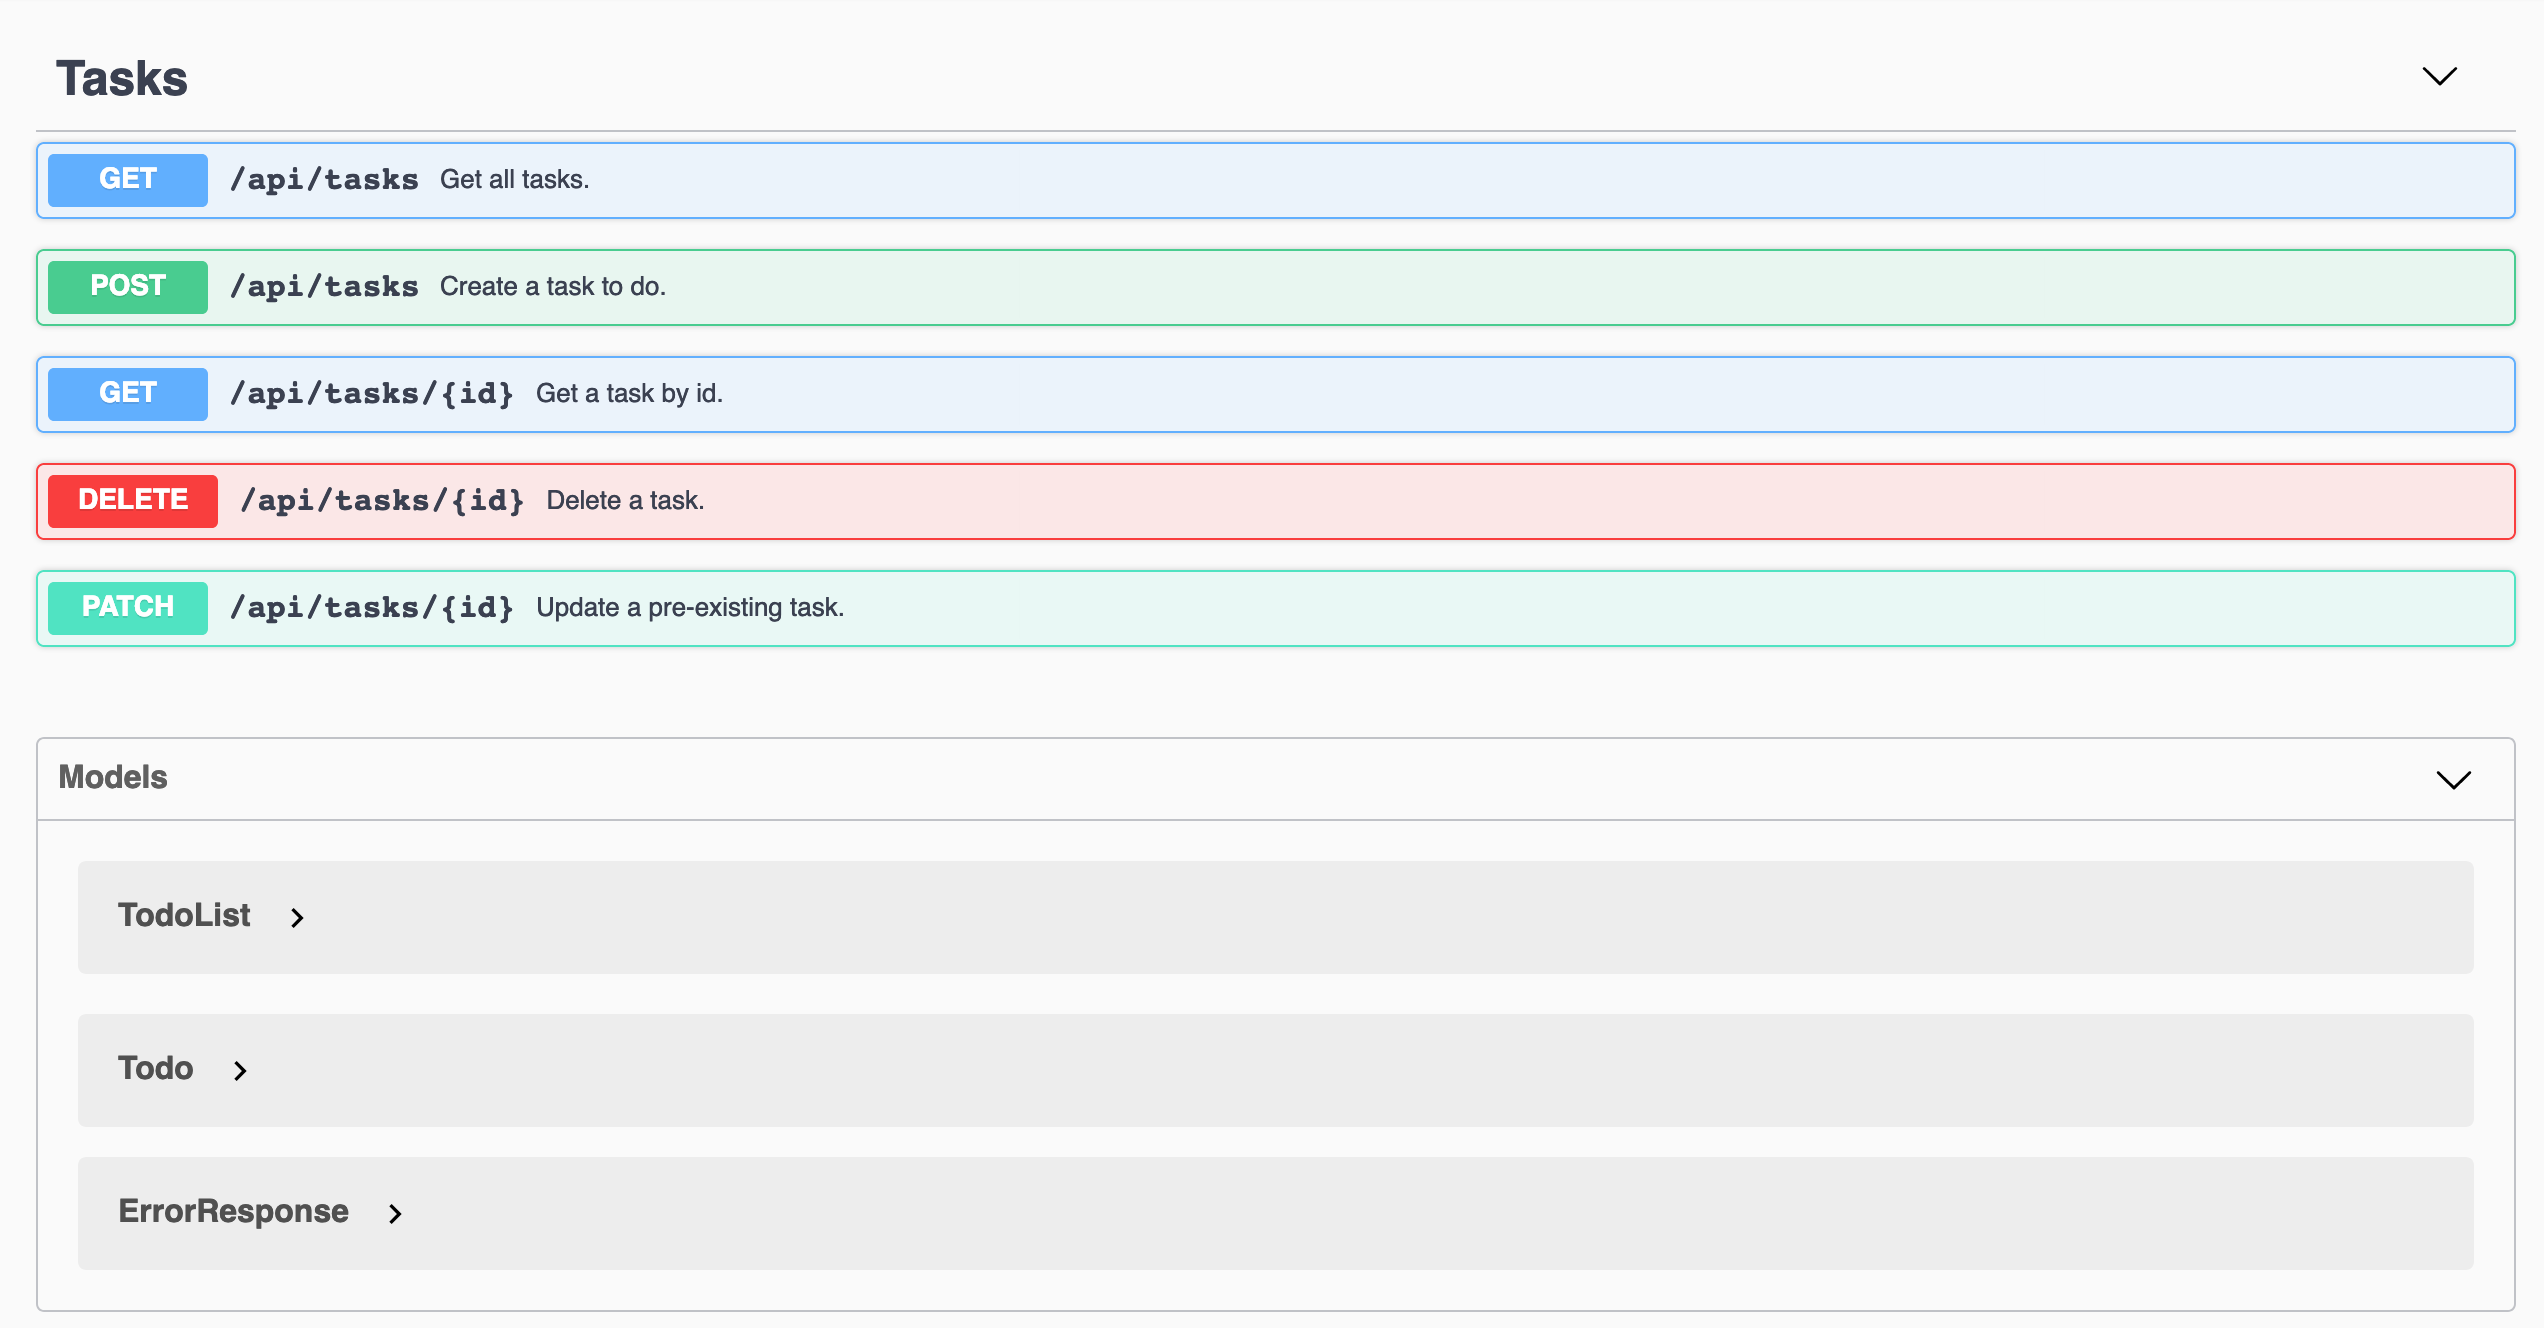 Tasks
GET /api/tasks Get all tasks.
POST /api/tasks Create a task to do.
GET /api/tasks/{id} Get a task by id.
DELETE /api/tasks/{id} Delete a task.
PATCH /api/tasks/{id} Update a pre-existing task.
Models
TodoList
Todo
ErrorResponse